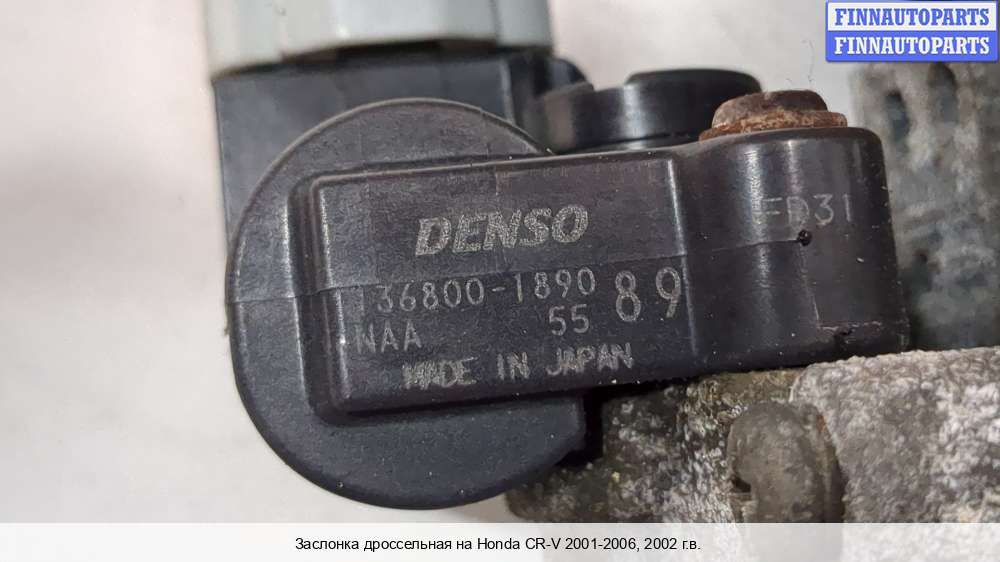 FINNAUTOPARTS
FINNAUTOPARTS
DENSO
FD31
136800-1890
89
NAA 55
MADE IN JAPAN
Заслонка дроссельная на Honda CR-V 2001-2006, 2002 г.в.